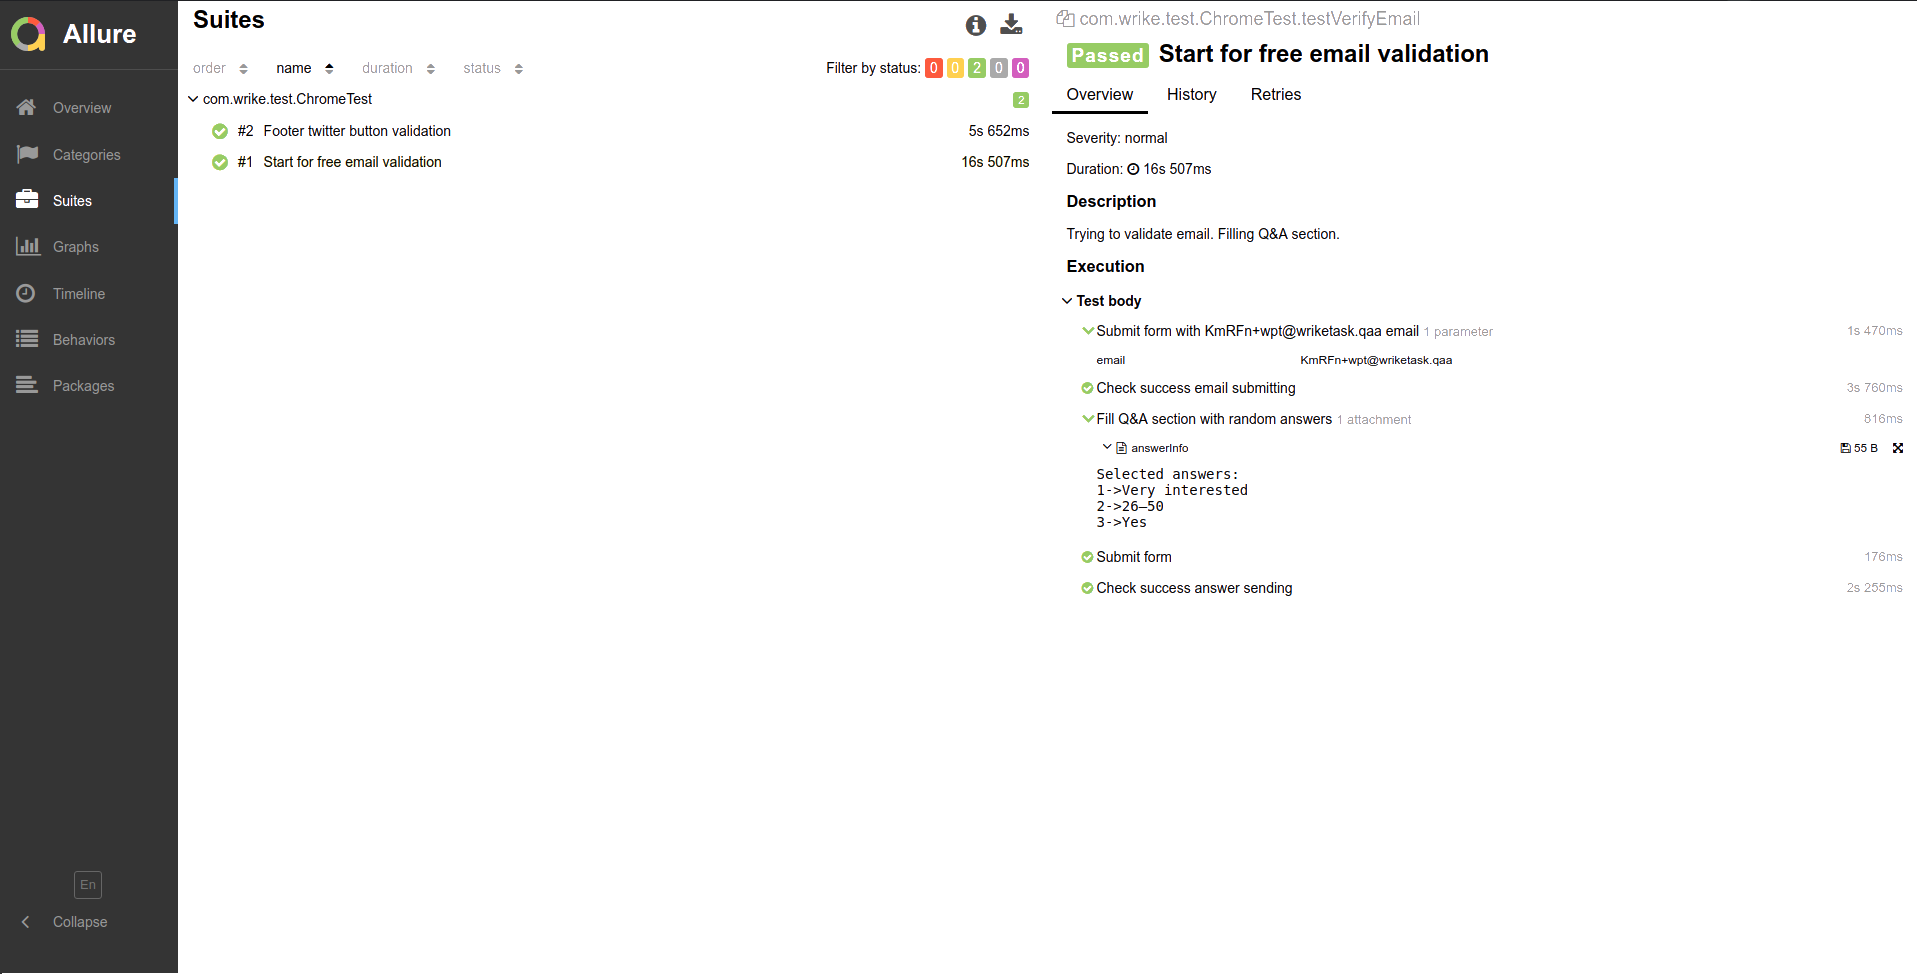 Allure
Overview
Categories
Suites
Graphs
Timeline
Behaviors
Packages
En
Collapse
Suites
order name duration status Filter by status: 0 0 2 0 0
com.wrike.test.ChromeTest 2
#2 Footer twitter button validation 5s 652ms
#1 Start for free email validation 16s 507ms
com.wrike.test.ChromeTest.testVerifyEmail
Passed Start for free email validation
Overview History Retries
Severity: normal
Duration: 16s 507ms
Description
Trying to validate email. Filling Q&A section.
Execution
Test body
Submit form with KmRFn+wpt@wriketask.qaa email 1 parameter 1s 470ms
email KmRFn+wpt@wriketask.qaa
Check success email submitting 3s 760ms
Fill Q&A section with random answers 1 attachment 816ms
answerInfo 55 B
Selected answers:
1->Very interested
2->26–50
3->Yes
Submit form 176ms
Check success answer sending 2s 255ms